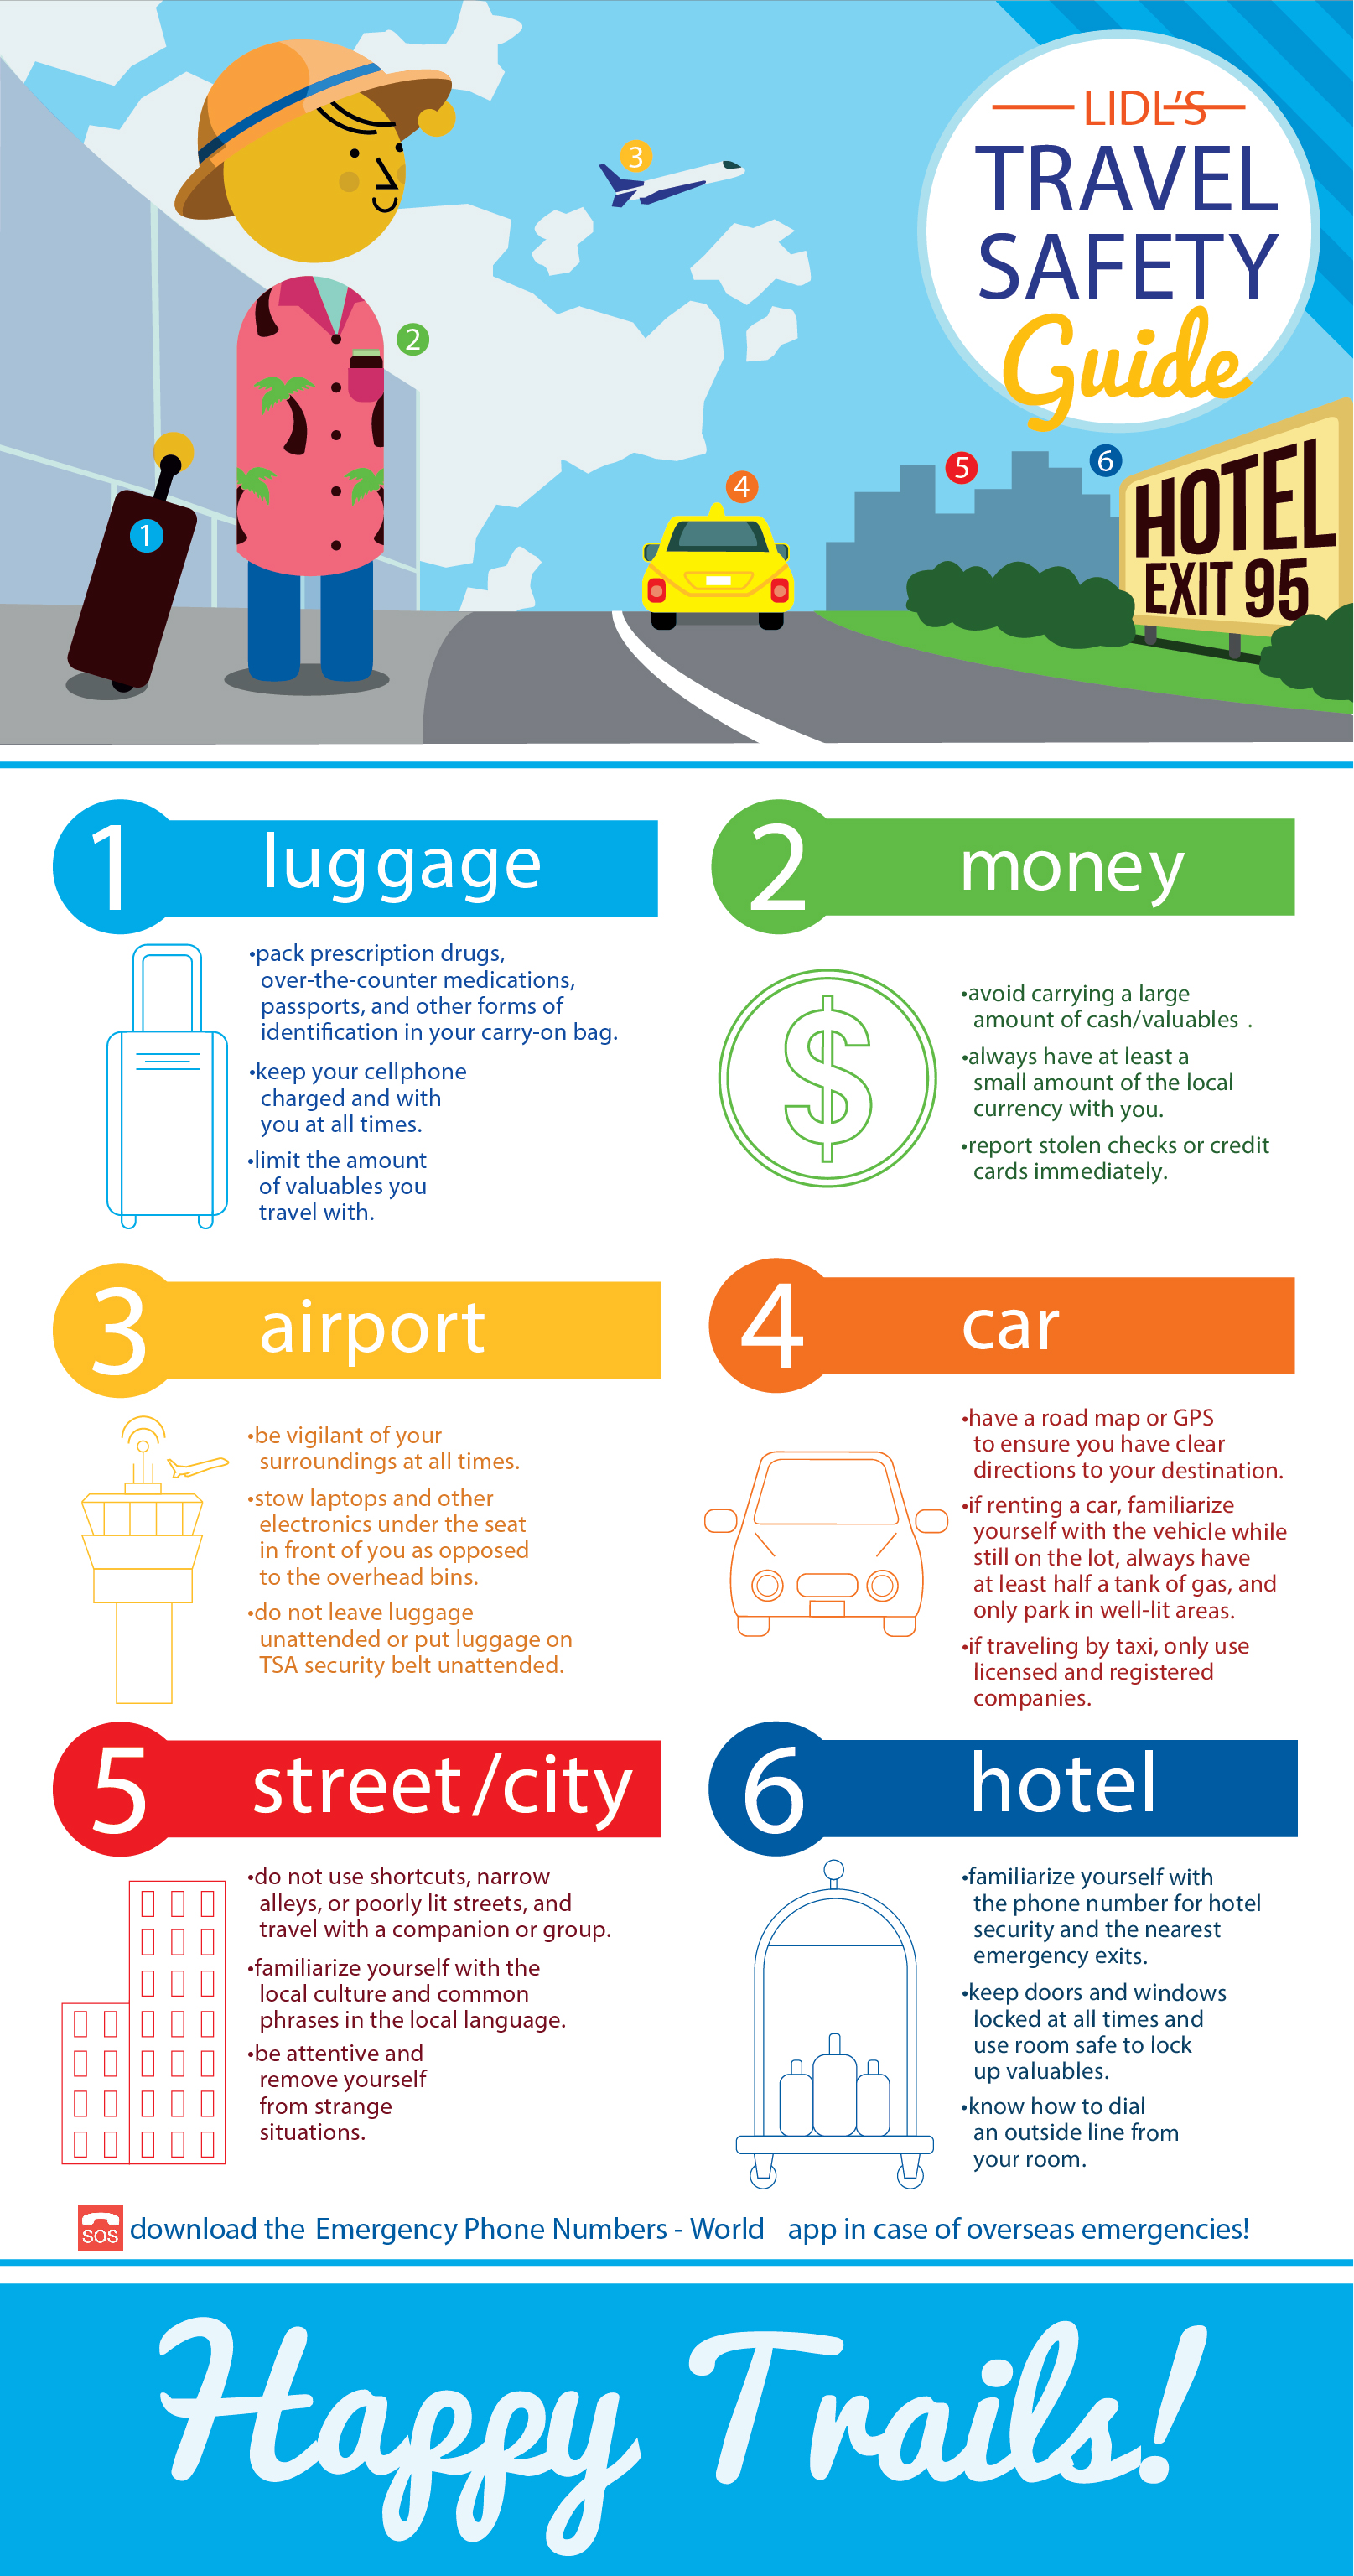 LIDL'S
TRAVEL
SAFETY
Guide
3
2
1
4
5
6
HOTEL
EXIT 95
1
luggage
•pack prescription drugs,
over-the-counter medications,
passports, and other forms of
identification in your carry-on bag.
•keep your cellphone
charged and with
you at all times.
•limit the amount
of valuables you
travel with.
2
money
$
•avoid carrying a large
amount of cash/valuables .
•always have at least a
small amount of the local
currency with you.
•report stolen checks or credit
cards immediately.
3
airport
•be vigilant of your
surroundings at all times.
•stow laptops and other
electronics under the seat
in front of you as opposed
to the overhead bins.
•do not leave luggage
unattended or put luggage on
TSA security belt unattended.
4
car
•have a road map or GPS
to ensure you have clear
directions to your destination.
•if renting a car, familiarize
yourself with the vehicle while
still on the lot, always have
at least half a tank of gas, and
only park in well-lit areas.
•if traveling by taxi, only use
licensed and registered
companies.
5
street/city
•do not use shortcuts, narrow
alleys, or poorly lit streets, and
travel with a companion or group.
•familiarize yourself with the
local culture and common
phrases in the local language.
•be attentive and
remove yourself
from strange
situations.
6
hotel
•familiarize yourself with
the phone number for hotel
security and the nearest
emergency exits.
•keep doors and windows
locked at all times and
use room safe to lock
up valuables.
•know how to dial
an outside line from
your room.
SOS
download the Emergency Phone Numbers - World app in case of overseas emergencies!
Happy Trails!